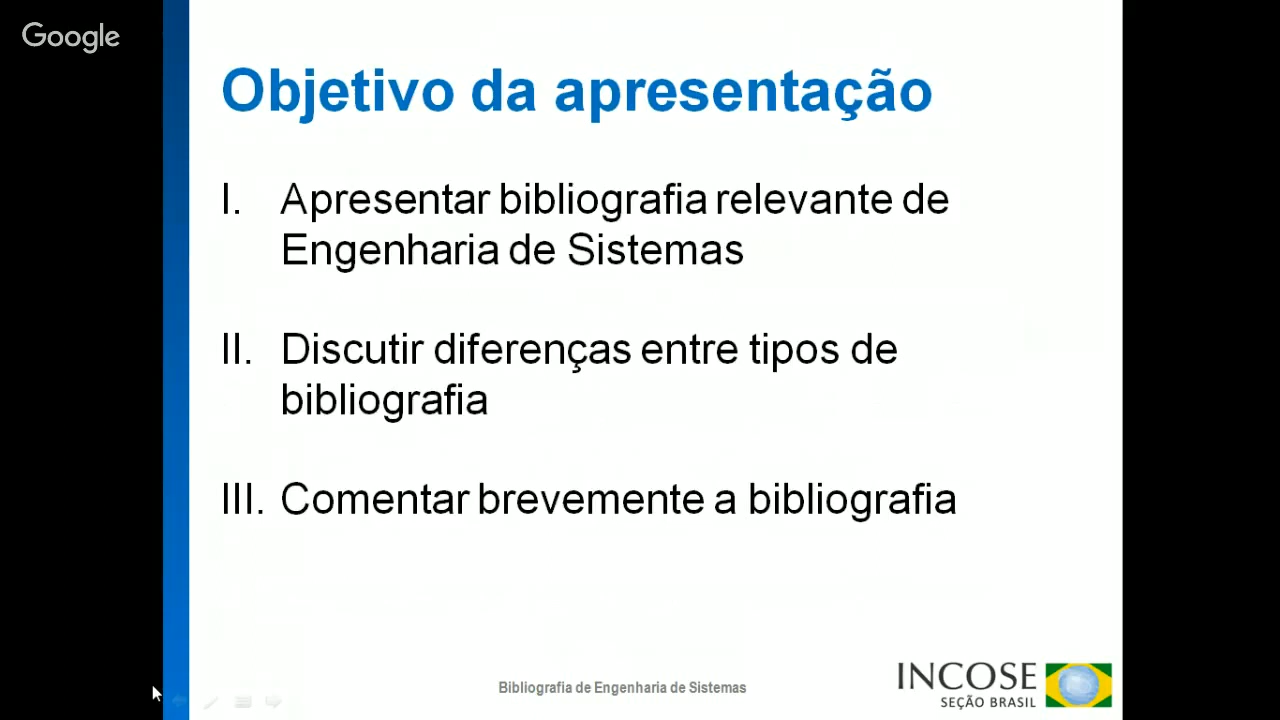 Google
Objetivo da apresentação
I. Apresentar bibliografia relevante de
Engenharia de Sistemas
II. Discutir diferenças entre tipos de
bibliografia
III. Comentar brevemente a bibliografia
Bibliografia de Engenharia de Sistemas
INCOSE
SEÇÃO BRASIL